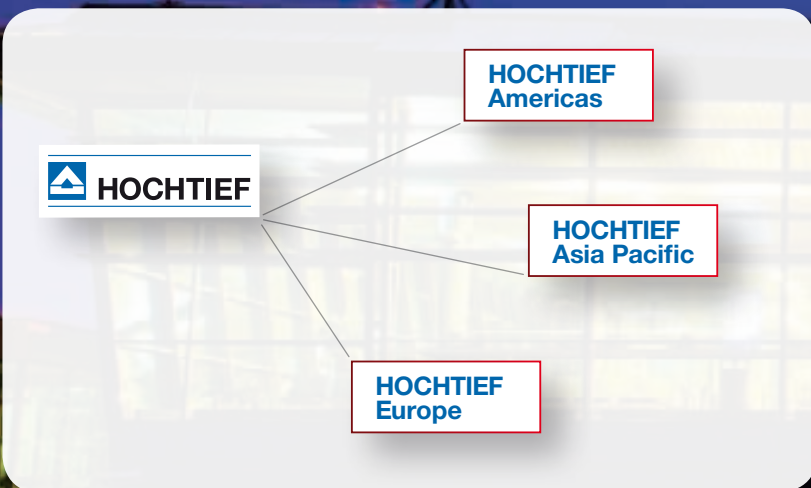 HOCHTIEF
Americas
HOCHTIEF
HOCHTIEF
Asia Pacific
HOCHTIEF
Europe